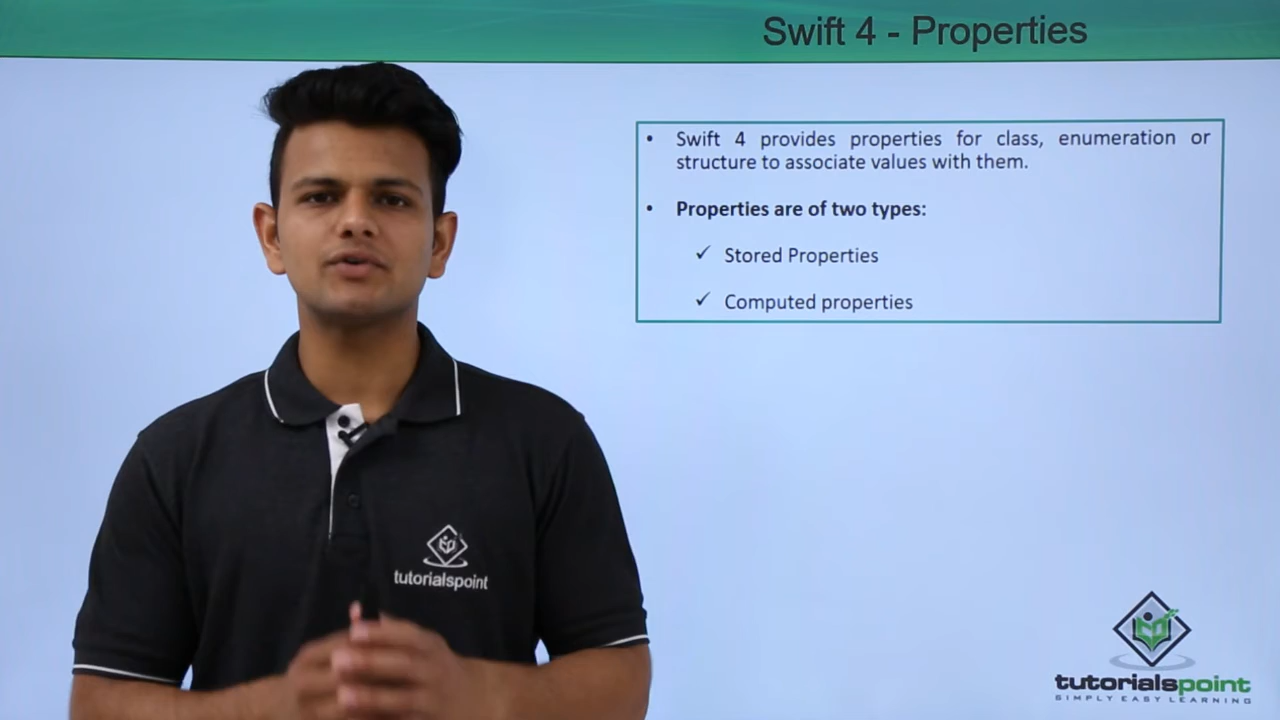 Swift 4 - Properties
• Swift 4 provides properties for class, enumeration or
structure to associate values with them.
• Properties are of two types:
✓ Stored Properties
✓ Computed properties
tutorialspoint
tutorialspoint
SIMPLY EASY LEARNING